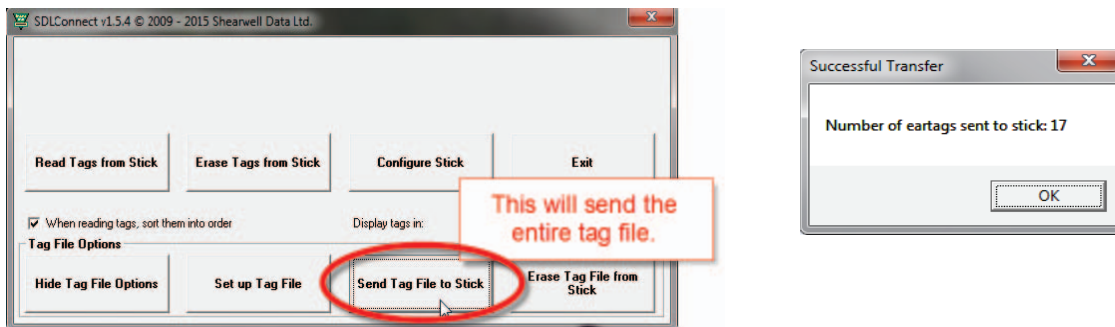 SDLConnect v1.5.4 © 2009 - 2015 Shearwell Data Ltd.
Read Tags from Stick
Erase Tags from Stick
Configure Stick
Exit
When reading tags, sort them into order
Display tags in:
This will send the
entire tag file.
Tag File Options
Hide Tag File Options
Set up Tag File
Send Tag File to Stick
Erase Tag File from
Stick
Successful Transfer
Number of eartags sent to stick: 17
OK